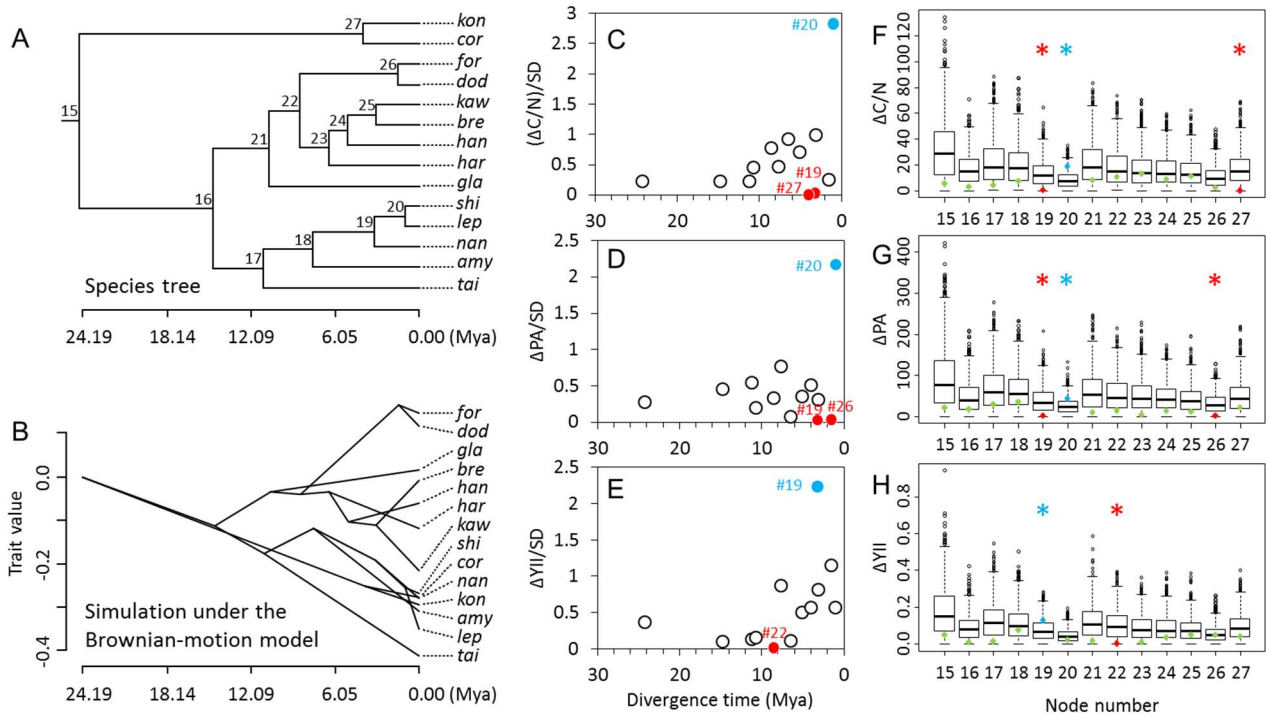 A
15
27
kon
cor
26
for
dod
22
25
kaw
24
bre
21
23
han
har
gla
16
20
shi
19
lep
18
nan
17
amy
tai
Species tree
24.19 18.14 12.09 6.05 0.00 (Mya)
B
Trait value
0.0
-0.2
-0.4
for
dod
gla
bre
han
har
kaw
shi
cor
nan
kon
amy
lep
tai
Simulation under the
Brownian-motion model
24.19 18.14 12.09 6.05 0.00 (Mya)
C
(ΔC/N)/SD
3
2.5
2
1.5
1
0.5
0
#20
#19
#27
30 20 10 0
D
ΔPA/SD
2.5
2
1.5
1
0.5
0
#20
#19 #26
30 20 10 0
E
ΔYII/SD
2.5
2
1.5
1
0.5
0
#19
#22
30 20 10 0
Divergence time (Mya)
F
ΔC/N
120
100
80
60
40
20
0
* * *
15 16 17 18 19 20 21 22 23 24 25 26 27
G
ΔPA
400
300
200
100
0
* * *
15 16 17 18 19 20 21 22 23 24 25 26 27
H
ΔYII
0.8
0.6
0.4
0.2
0.0
* *
15 16 17 18 19 20 21 22 23 24 25 26 27
Node number